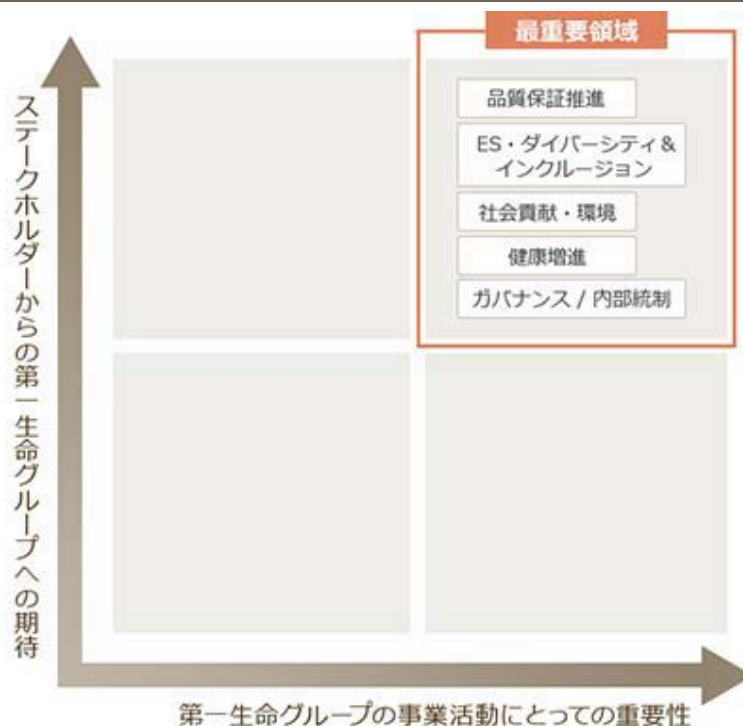 最重要領域
品質保証推進
ES・ダイバーシティ＆
インクルージョン
社会貢献・環境
健康増進
ガバナンス / 内部統制
ステークホルダーからの第一生命グループへの期待
第一生命グループの事業活動にとっての重要性